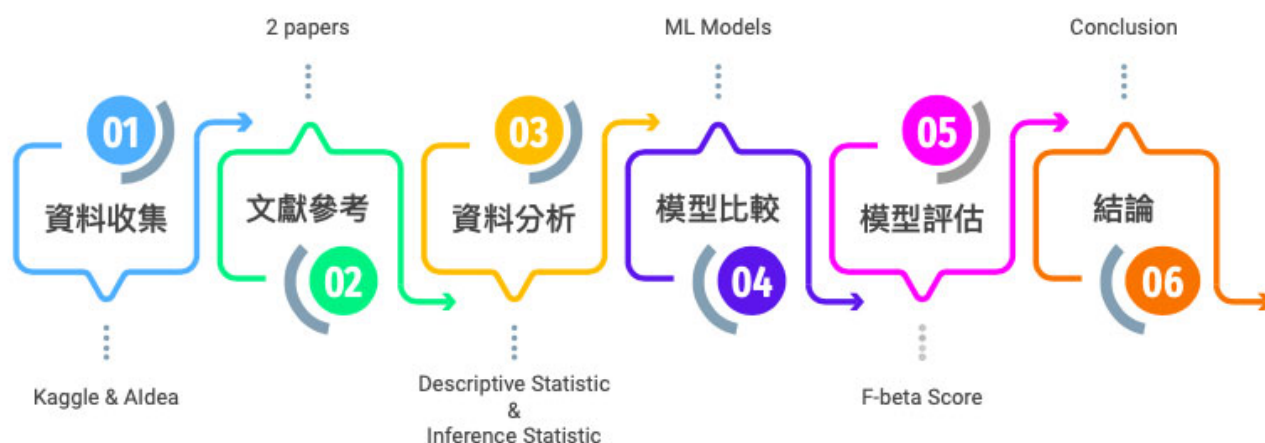 01
資料收集
Kaggle & AIdea
2 papers
文獻參考
02
03
資料分析
Descriptive Statistic
&
Inference Statistic
ML Models
模型比較
04
05
模型評估
F-beta Score
Conclusion
結論
06